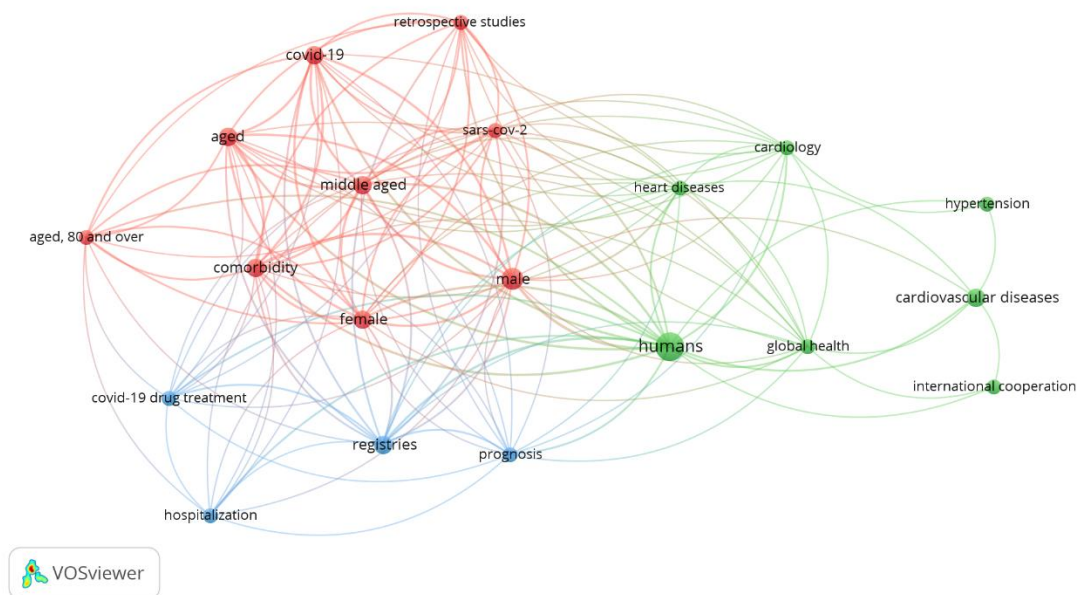 retrospective studies
covid-19
sars-cov-2
aged
cardiology
middle aged
heart diseases
hypertension
aged, 80 and over
comorbidity
male
cardiovascular diseases
female
humans
global health
international cooperation
covid-19 drug treatment
registries
prognosis
hospitalization
VOSviewer